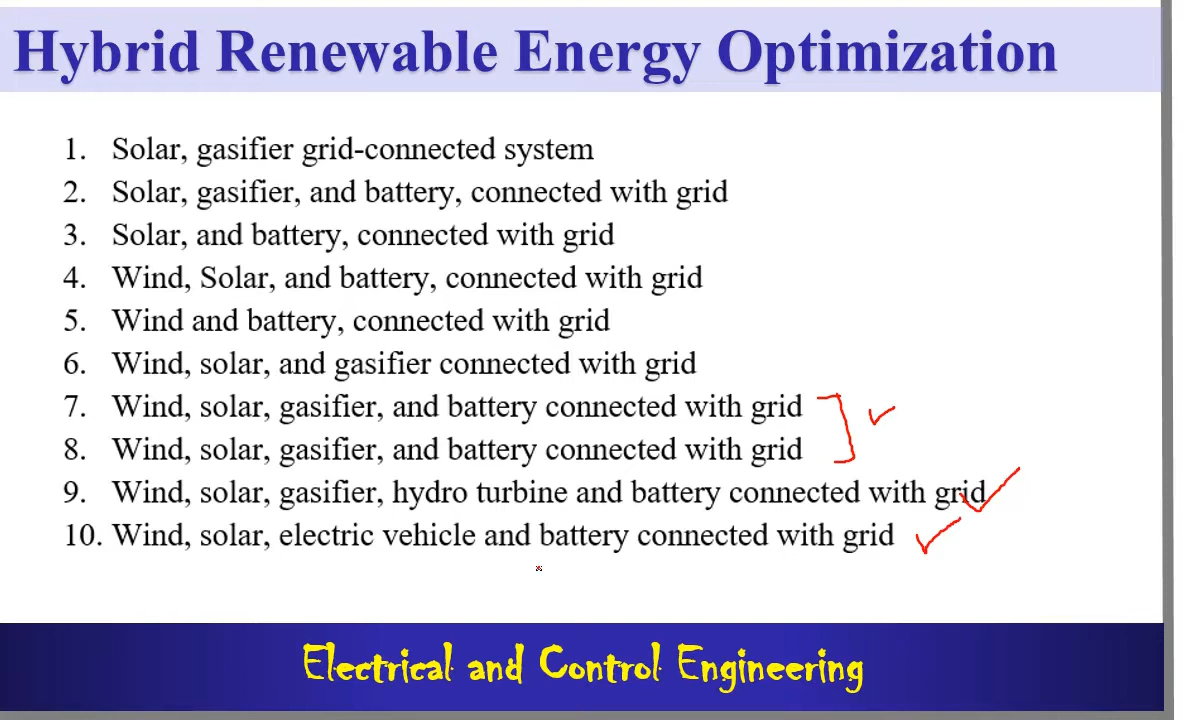 Hybrid Renewable Energy Optimization
1. Solar, gasifier grid-connected system
2. Solar, gasifier, and battery, connected with grid
3. Solar, and battery, connected with grid
4. Wind, Solar, and battery, connected with grid
5. Wind and battery, connected with grid
6. Wind, solar, and gasifier connected with grid
7. Wind, solar, gasifier, and battery connected with grid
8. Wind, solar, gasifier, and battery connected with grid
9. Wind, solar, gasifier, hydro turbine and battery connected with grid
10. Wind, solar, electric vehicle and battery connected with grid
Electrical and Control Engineering